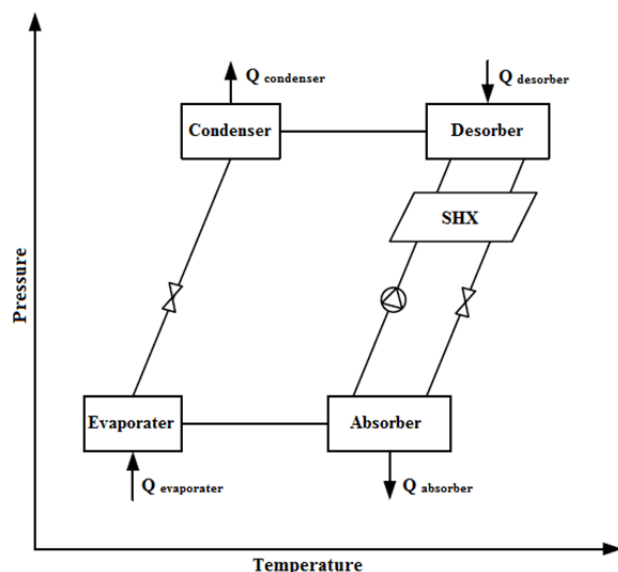 Q condenser
Q desorber
Condenser
Desorber
SHX
Pressure
Evaporater
Absorber
Q evaporater
Q absorber
Temperature